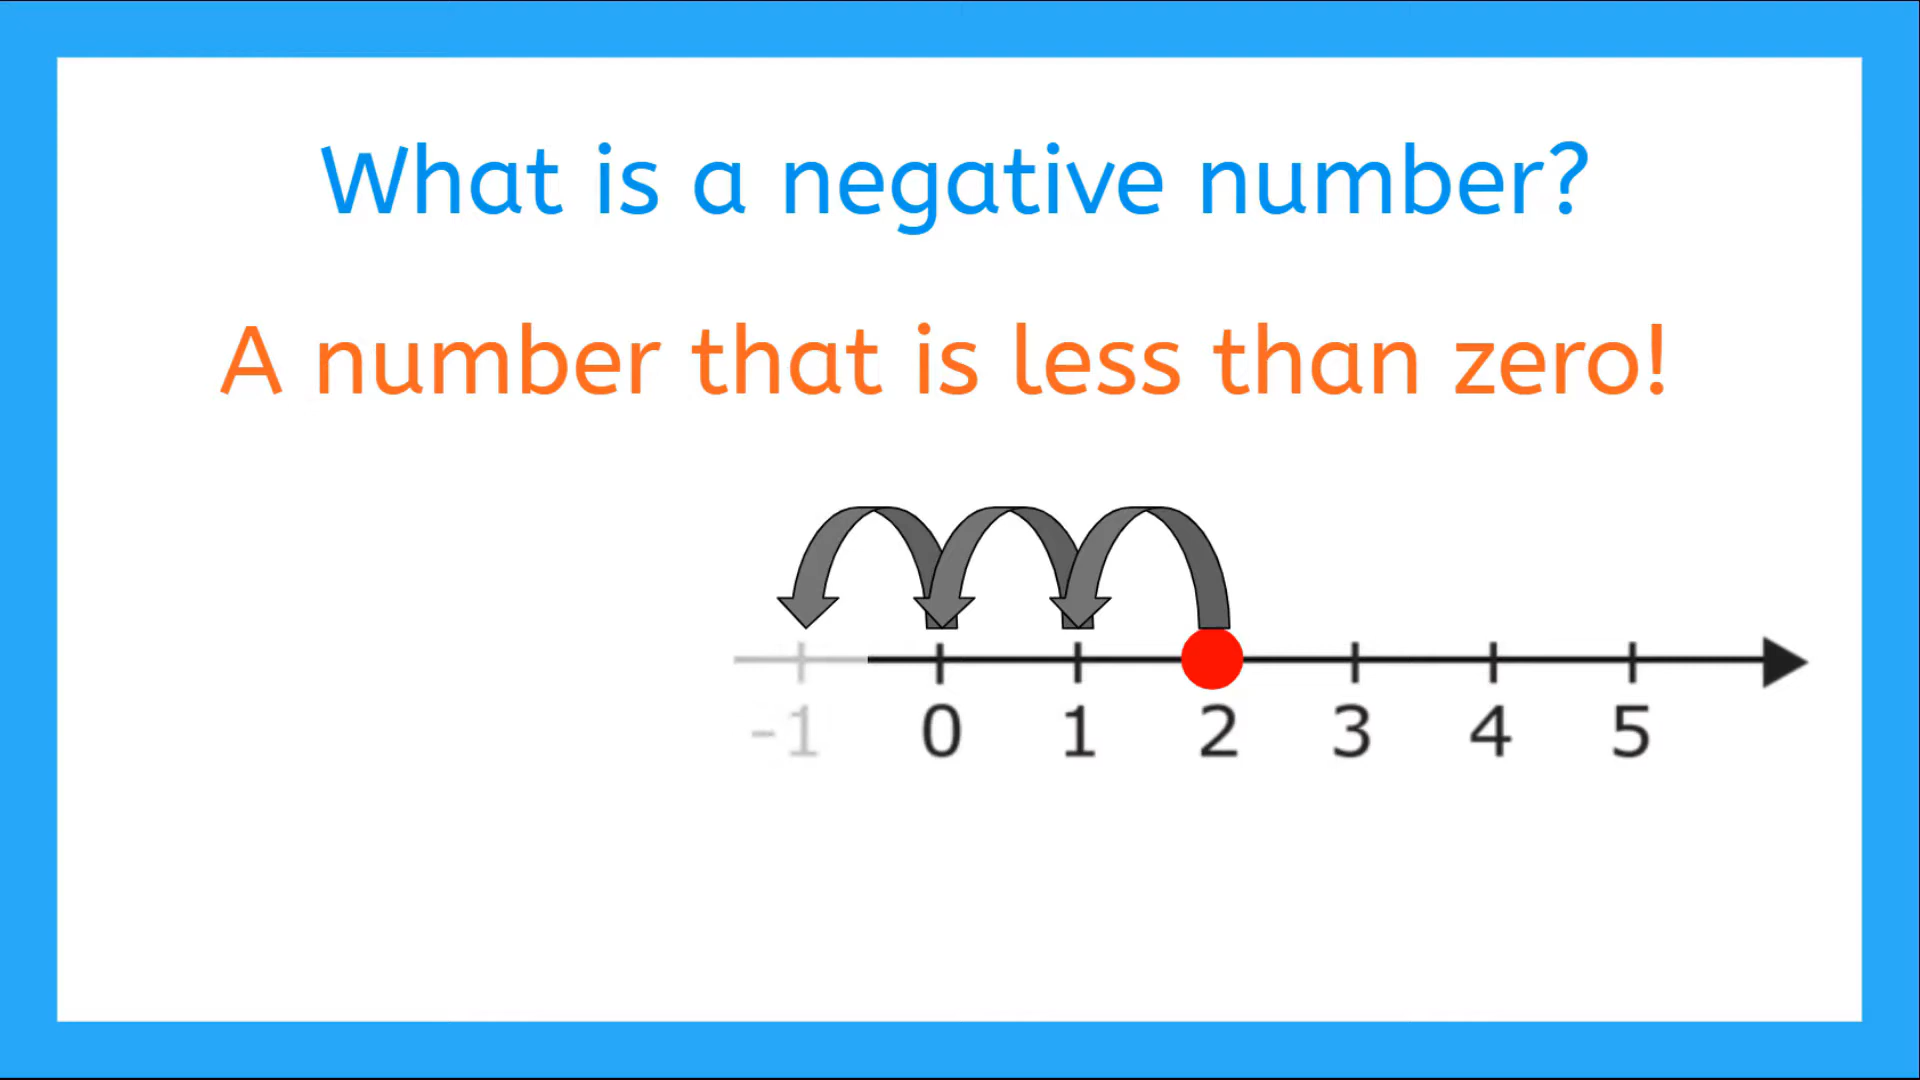 What is a negative number?
A number that is less than zero!
-1 0 1 2 3 4 5